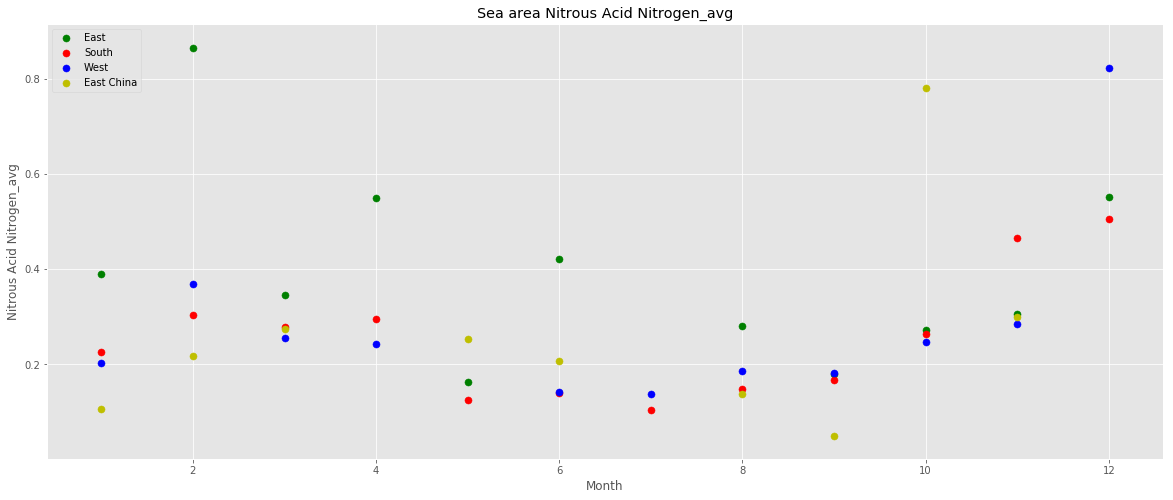 Sea area Nitrous Acid Nitrogen_avg
East
South
West
East China
Nitrous Acid Nitrogen_avg
0.8
0.6
0.4
0.2
2 4 6 8 10 12
Month